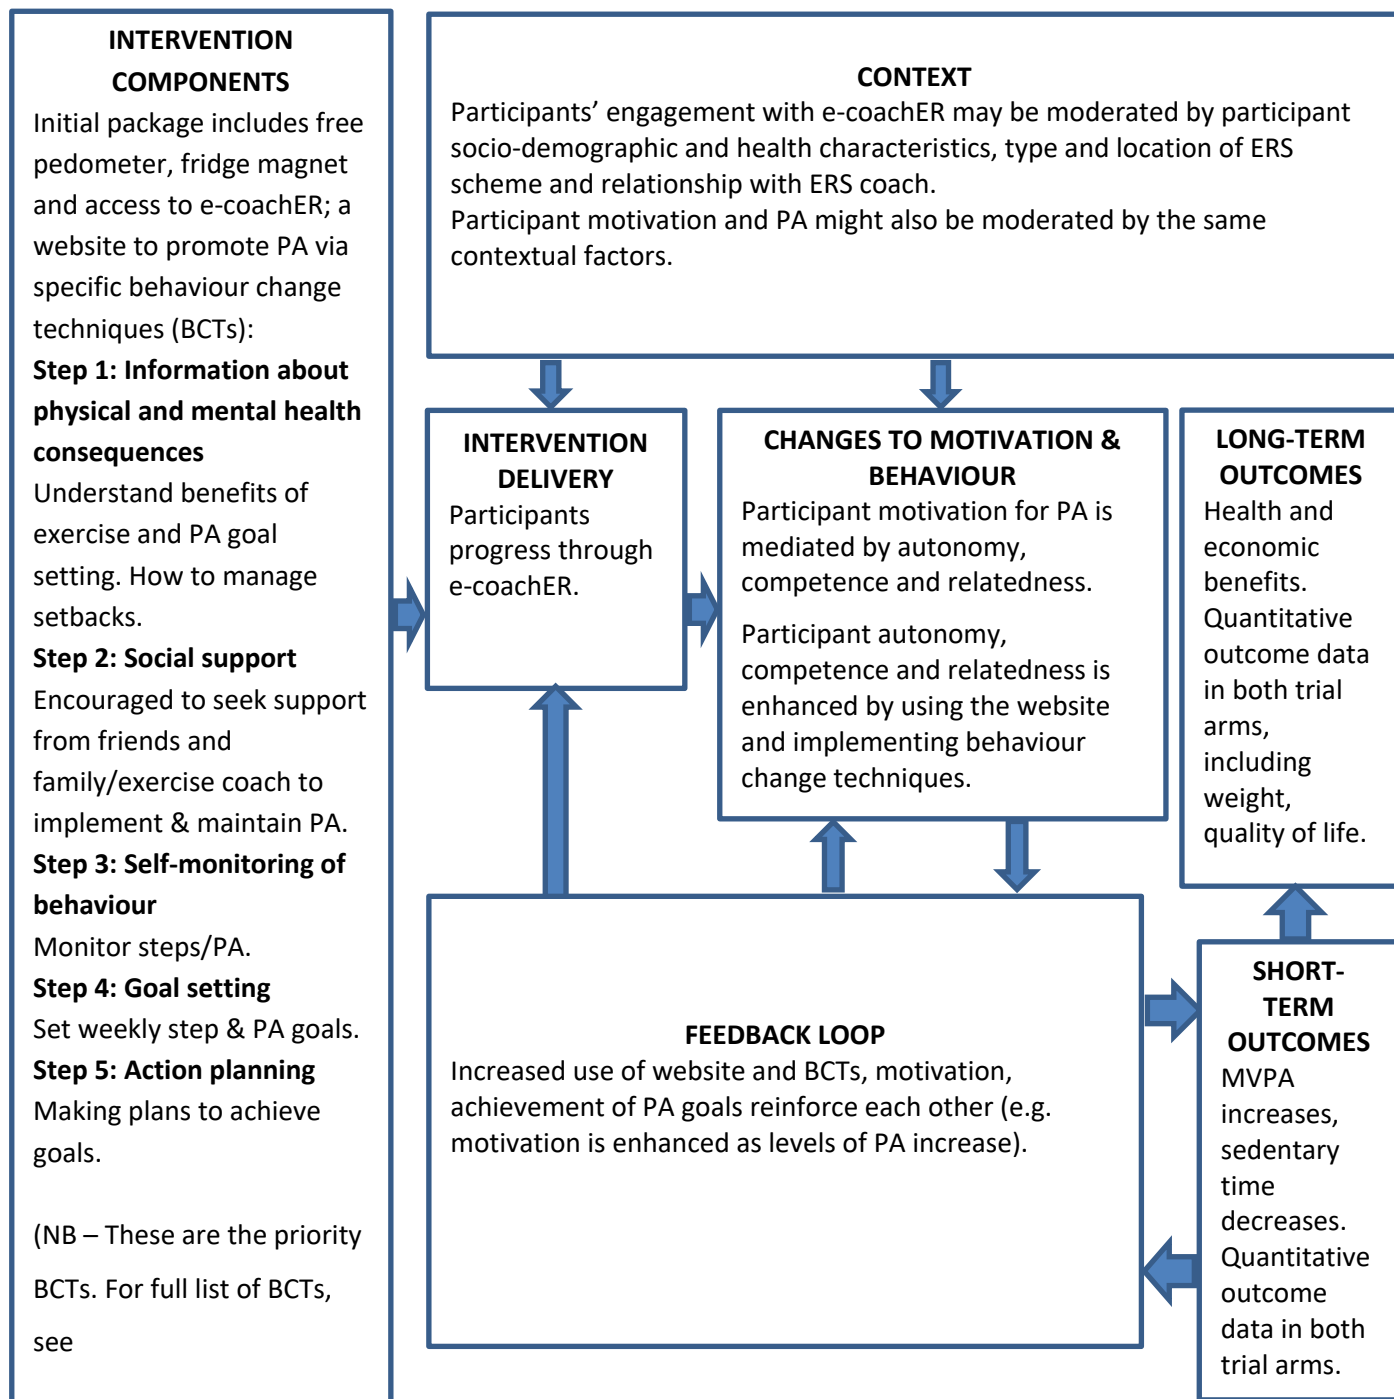 INTERVENTION
COMPONENTS
Initial package includes free
pedometer, fridge magnet
and access to e-coachER; a
website to promote PA via
specific behaviour change
techniques (BCTs):
Step 1: Information about
physical and mental health
consequences
Understand benefits of
exercise and PA goal
setting. How to manage
setbacks.
Step 2: Social support
Encouraged to seek support
from friends and
family/exercise coach to
implement & maintain PA.
Step 3: Self-monitoring of
behaviour
Monitor steps/PA.
Step 4: Goal setting
Set weekly step & PA goals.
Step 5: Action planning
Making plans to achieve
goals.
(NB – These are the priority
BCTs. For full list of BCTs,
see
CONTEXT
Participants’ engagement with e-coachER may be moderated by participant
socio-demographic and health characteristics, type and location of ERS
scheme and relationship with ERS coach.
Participant motivation and PA might also be moderated by the same
contextual factors.
INTERVENTION
DELIVERY
Participants
progress through
e-coachER.
CHANGES TO MOTIVATION &
BEHAVIOUR
Participant motivation for PA is
mediated by autonomy,
competence and relatedness.
Participant autonomy,
competence and relatedness is
enhanced by using the website
and implementing behaviour
change techniques.
LONG-TERM
OUTCOMES
Health and
economic
benefits.
Quantitative
outcome data
in both trial
arms,
including
weight,
quality of life.
FEEDBACK LOOP
Increased use of website and BCTs, motivation,
achievement of PA goals reinforce each other (e.g.
motivation is enhanced as levels of PA increase).
SHORT-
TERM
OUTCOMES
MVPA
increases,
sedentary
time
decreases.
Quantitative
outcome
data in both
trial arms.